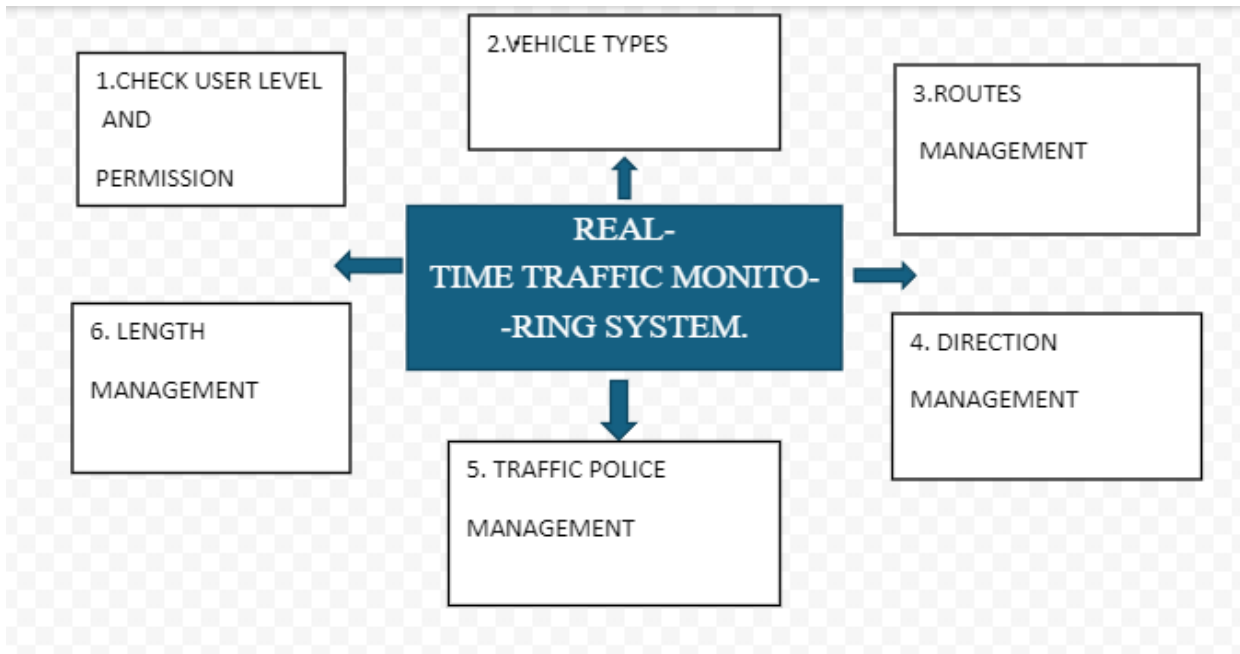 1.CHECK USER LEVEL
AND
PERMISSION
2.VEHICLE TYPES
3.ROUTES
MANAGEMENT
REAL-
TIME TRAFFIC MONITO-
-RING SYSTEM.
6. LENGTH
MANAGEMENT
4. DIRECTION
MANAGEMENT
5. TRAFFIC POLICE
MANAGEMENT